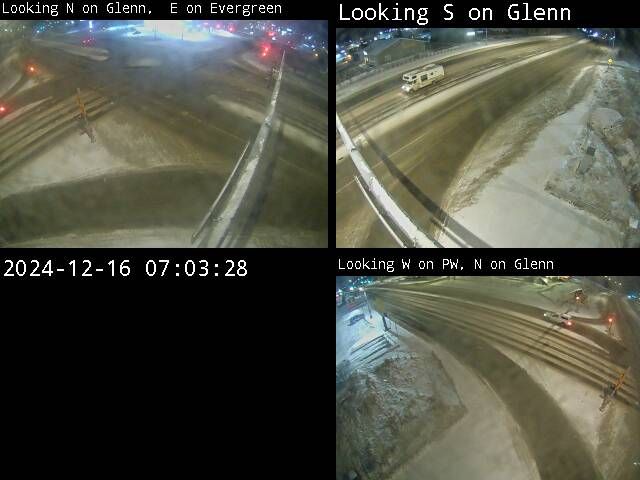 Looking N on Glenn, E on Evergreen
Looking S on Glenn
2024-12-16 07:03:28
Looking W on PW, N on Glenn